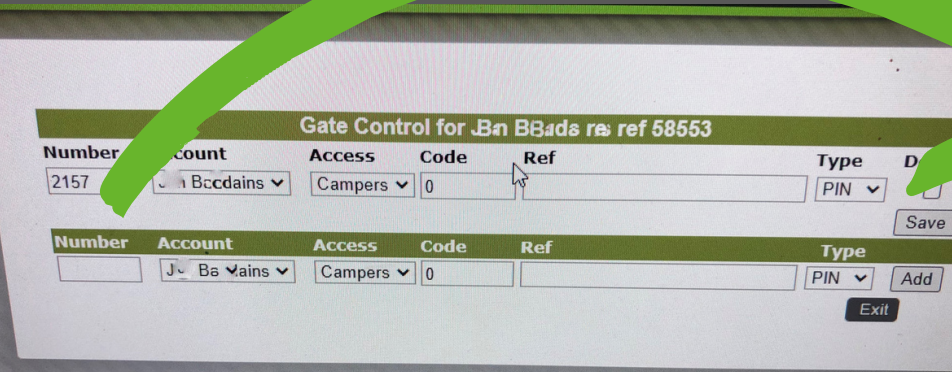 Gate Control for res ref 58553
Number Access Code Ref Type
2157 Campers 0 PIN
Save
Number Account Access Code Ref Type
Campers 0 PIN Add
Exit